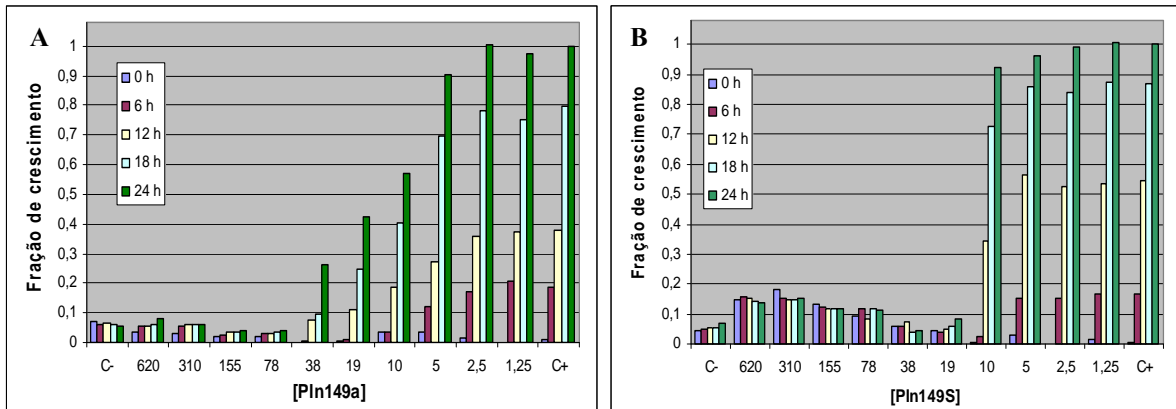 A
Fração de crescimento
1
0,9
0,8
0,7
0,6
0,5
0,4
0,3
0,2
0,1
0
0 h
6 h
12 h
18 h
24 h
C- 620 310 155 78 38 19 10 5 2,5 1,25 C+
[Pln149a]
B
Fração de crescimento
1
0,9
0,8
0,7
0,6
0,5
0,4
0,3
0,2
0,1
0
0 h
6 h
12 h
18 h
24 h
C- 620 310 155 78 38 19 10 5 2,5 1,25 C+
[Pln149S]